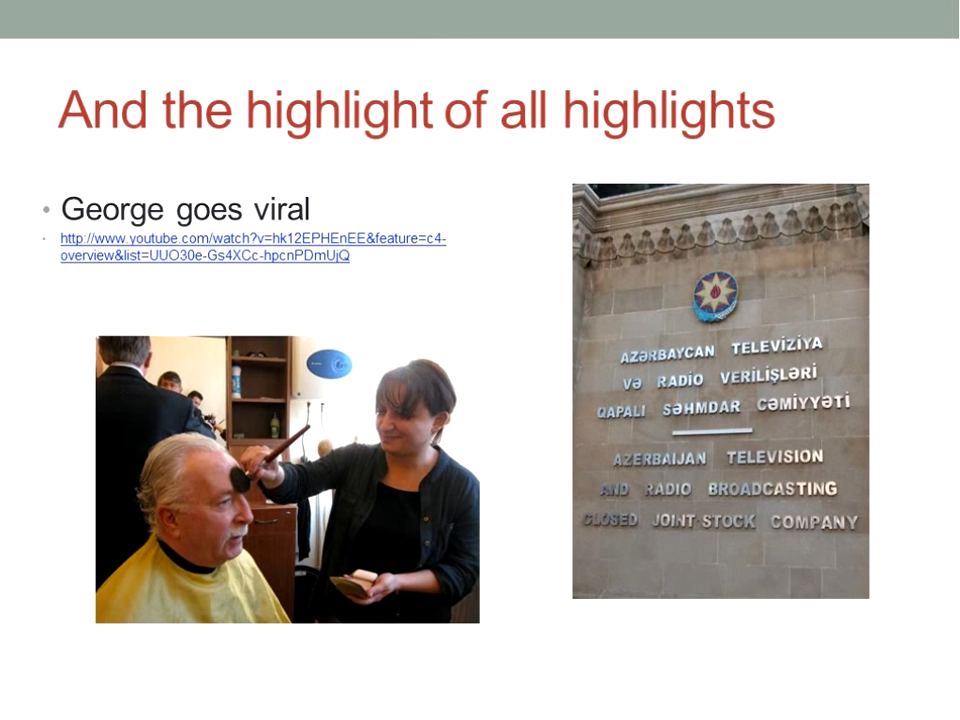 And the highlight of all highlights
• George goes viral
• http://www.youtube.com/watch?v=hk12EPHEnEE&feature=c4-
overview&list=UUO30e-Gs4XCc-hpcnPDmUjQ
AZƏRBAYCAN TELEVİZİYA
VƏ RADİO VERİLİŞLƏRİ
QAPALI SƏHMDAR CƏMİYYƏTİ
AZERBAIJAN TELEVISION
AND RADIO BROADCASTING
CLOSED JOINT-STOCK COMPANY